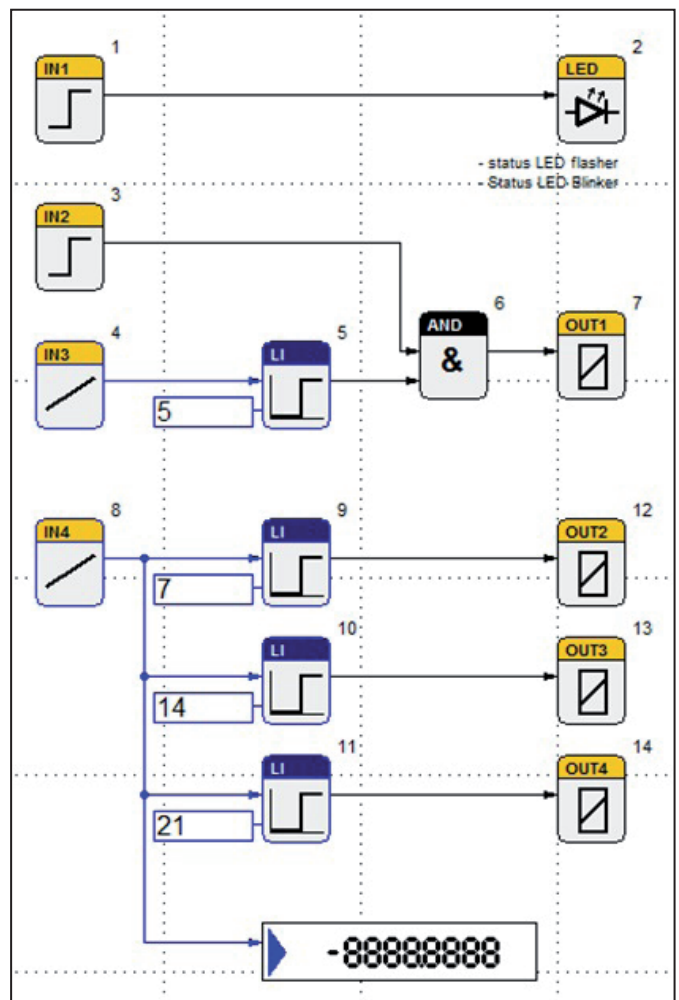 1
2
IN1
LED
- status LED flasher
- Status LED Blinker
3
IN2
4
5
6
7
IN3
LI
AND
OUT1
&
5
8
9
12
IN4
LI
OUT2
7
10
13
LI
OUT3
14
11
14
LI
OUT4
21
-8888.8888